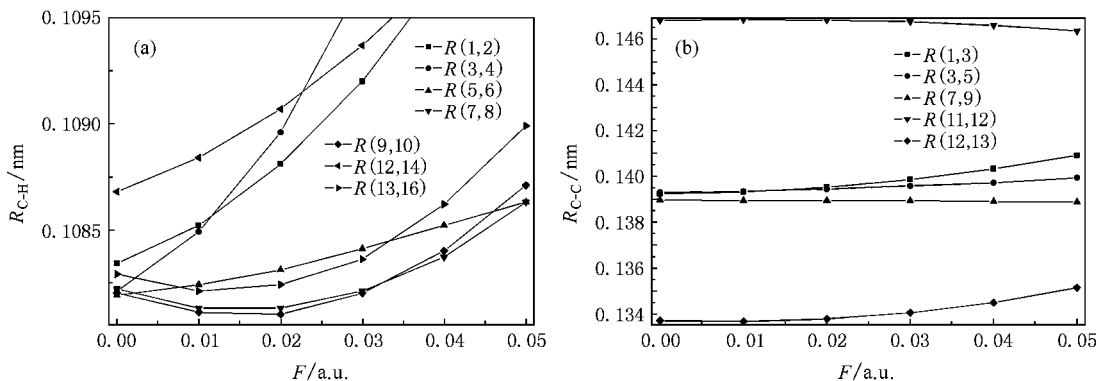 (a)
0.1095
0.1090
0.1085
R_C-H/nm
R(1,2)
R(3,4)
R(5,6)
R(7,8)
R(9,10)
R(12,14)
R(13,16)
0.00 0.01 0.02 0.03 0.04 0.05
F/a.u.
(b)
0.146
0.144
0.142
0.140
0.138
0.136
0.134
R_C-C/nm
R(1,3)
R(3,5)
R(7,9)
R(11,12)
R(12,13)
0.00 0.01 0.02 0.03 0.04 0.05
F/a.u.